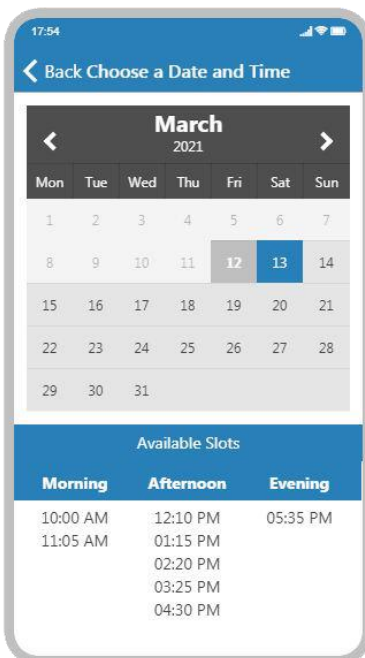 17:54
Back Choose a Date and Time
March
2021
Mon Tue Wed Thu Fri Sat Sun
1 2 3 4 5 6 7
8 9 10 11 12 13 14
15 16 17 18 19 20 21
22 23 24 25 26 27 28
29 30 31
Available Slots
Morning Afternoon Evening
10:00 AM 12:10 PM 05:35 PM
11:05 AM 01:15 PM
02:20 PM
03:25 PM
04:30 PM